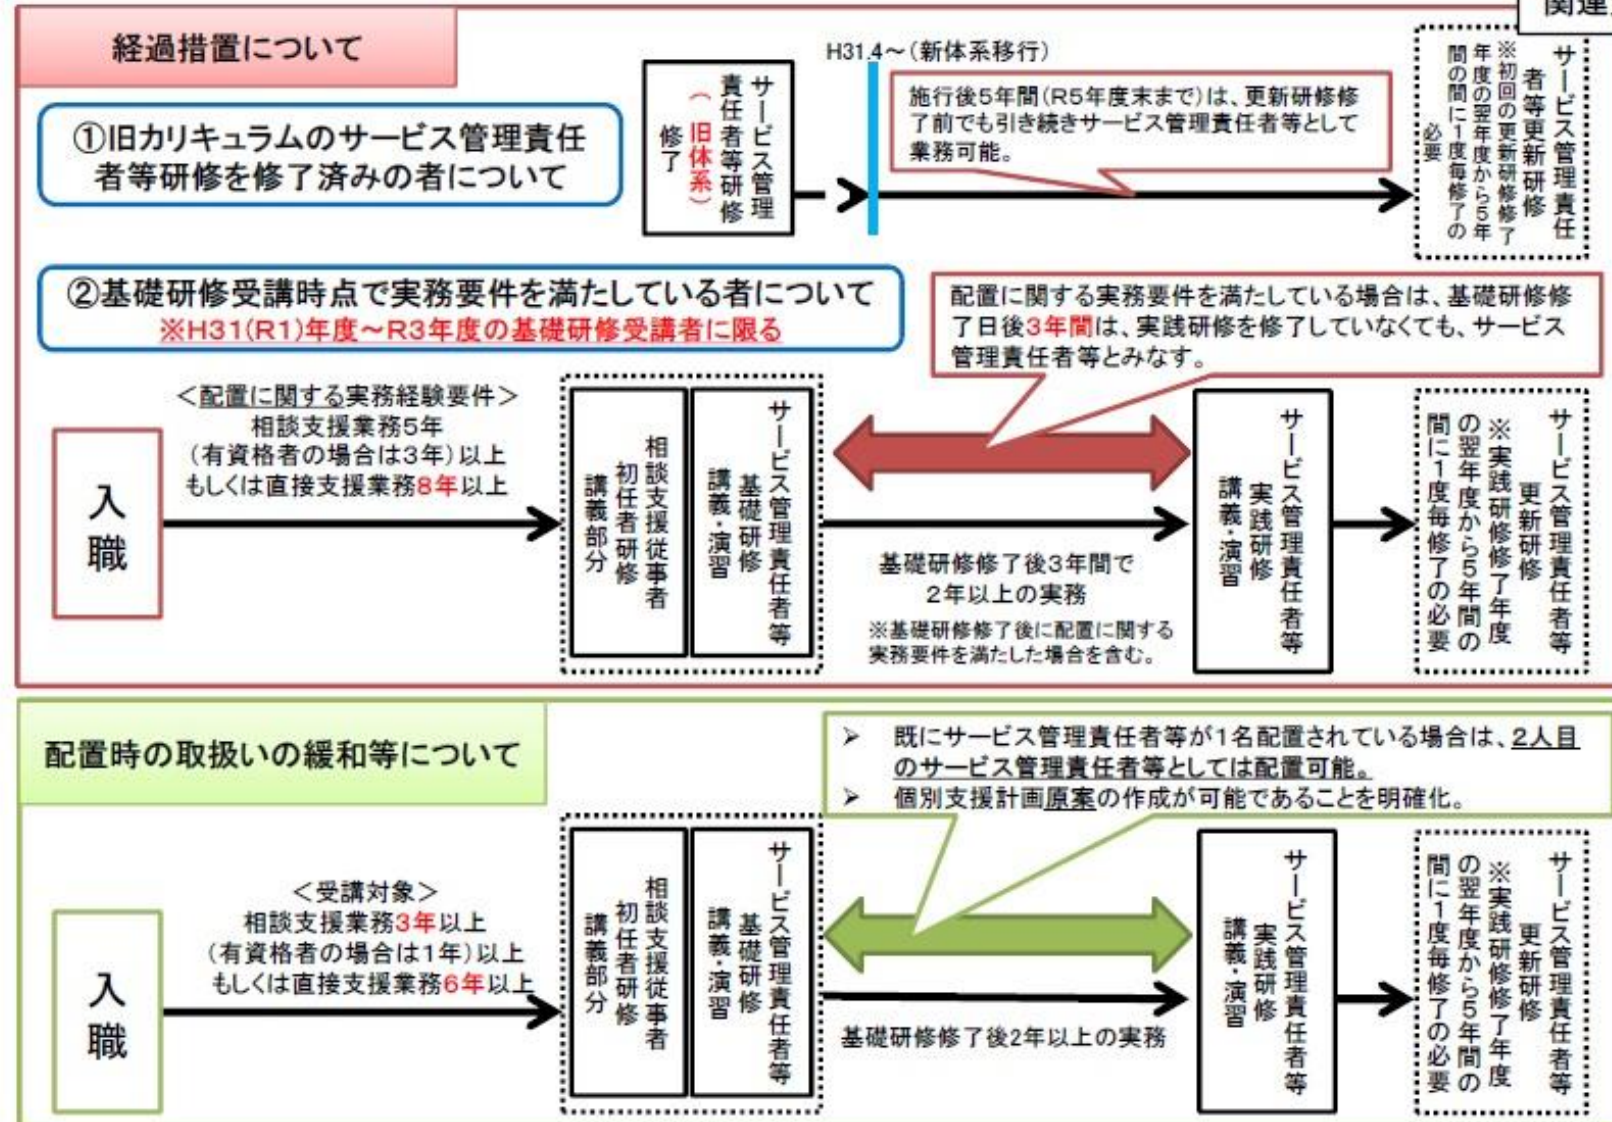 関連
経過措置について
①旧カリキュラムのサービス管理責任
者等研修を修了済みの者について
サービス管理
責任者等研修
(旧体系)
修了
H31.4～(新体系移行)
施行後5年間(R5年度末まで)は、更新研修修
了前でも引き続きサービス管理責任者等として
業務可能。
サービス管理責任
者等更新研修
※初回の更新研修修了
年度の翌年度から5年
間の間に1度毎修了の
必要
②基礎研修受講時点で実務要件を満たしている者について
※H31(R1)年度～R3年度の基礎研修受講者に限る
配置に関する実務要件を満たしている場合は、基礎研修修
了日後3年間は、実践研修を修了していなくても、サービス
管理責任者等とみなす。
入
職
＜配置に関する実務経験要件＞
相談支援業務5年
(有資格者の場合は3年)以上
もしくは直接支援業務8年以上
相談支援従事者
初任者研修
講義部分
サービス管理責任者等
基礎研修
講義・演習
基礎研修修了後3年間で
2年以上の実務
※基礎研修修了後に配置に関する
実務要件を満たした場合を含む。
サービス管理責任者等
実践研修
講義・演習
サービス管理責任者等
更新研修
※実践研修修了年度
の翌年度から5年間の
間に1度毎修了の必要
配置時の取扱いの緩和等について
➢ 既にサービス管理責任者等が1名配置されている場合は、2人目
のサービス管理責任者等としては配置可能。
➢ 個別支援計画原案の作成が可能であることを明確化。
入
職
＜受講対象＞
相談支援業務3年以上
(有資格者の場合は1年)以上
もしくは直接支援業務6年以上
相談支援従事者
初任者研修
講義部分
サービス管理責任者等
基礎研修
講義・演習
基礎研修修了後2年以上の実務
サービス管理責任者等
実践研修
講義・演習
サービス管理責任者等
更新研修
※実践研修修了年度
の翌年度から5年間の
間に1度毎修了の必要